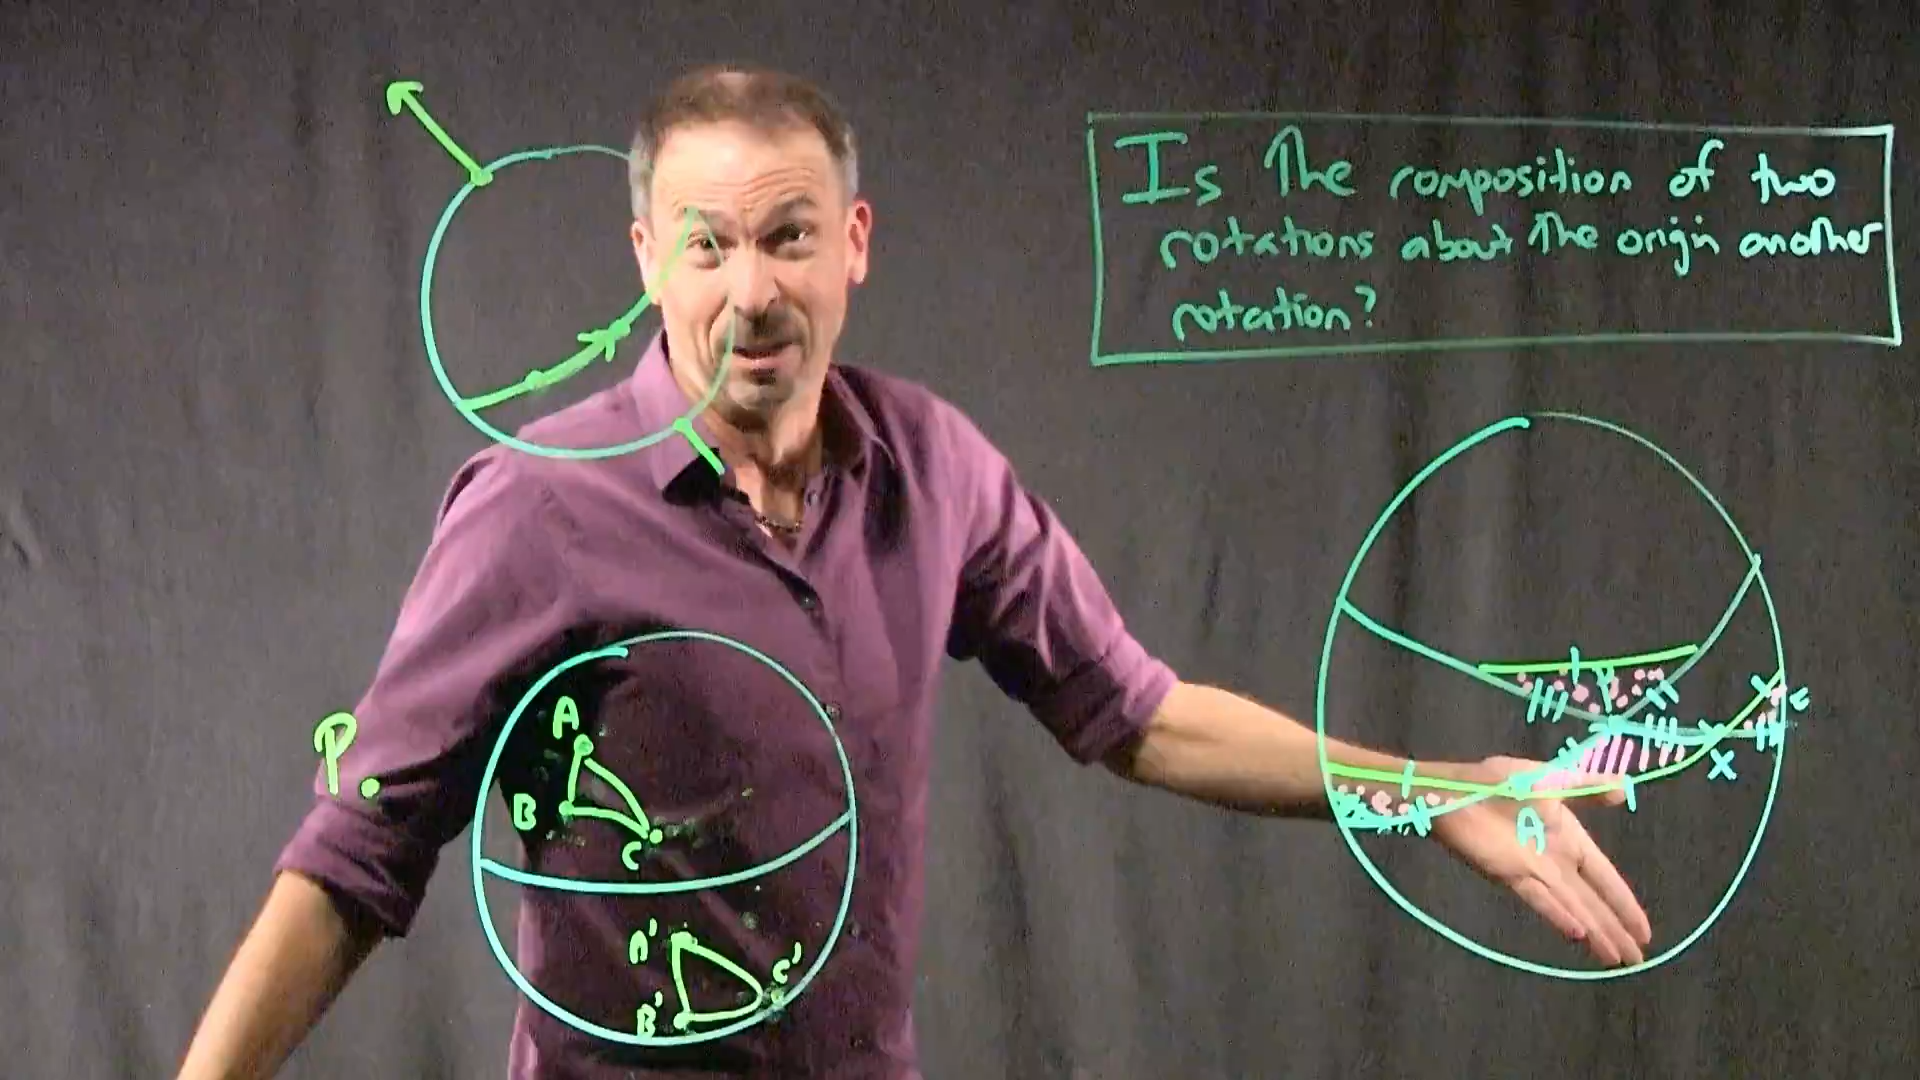 Is The composition of two
rotations about The origin another
rotation?
P
A
B
C
A'
B'
C'
P
A
X